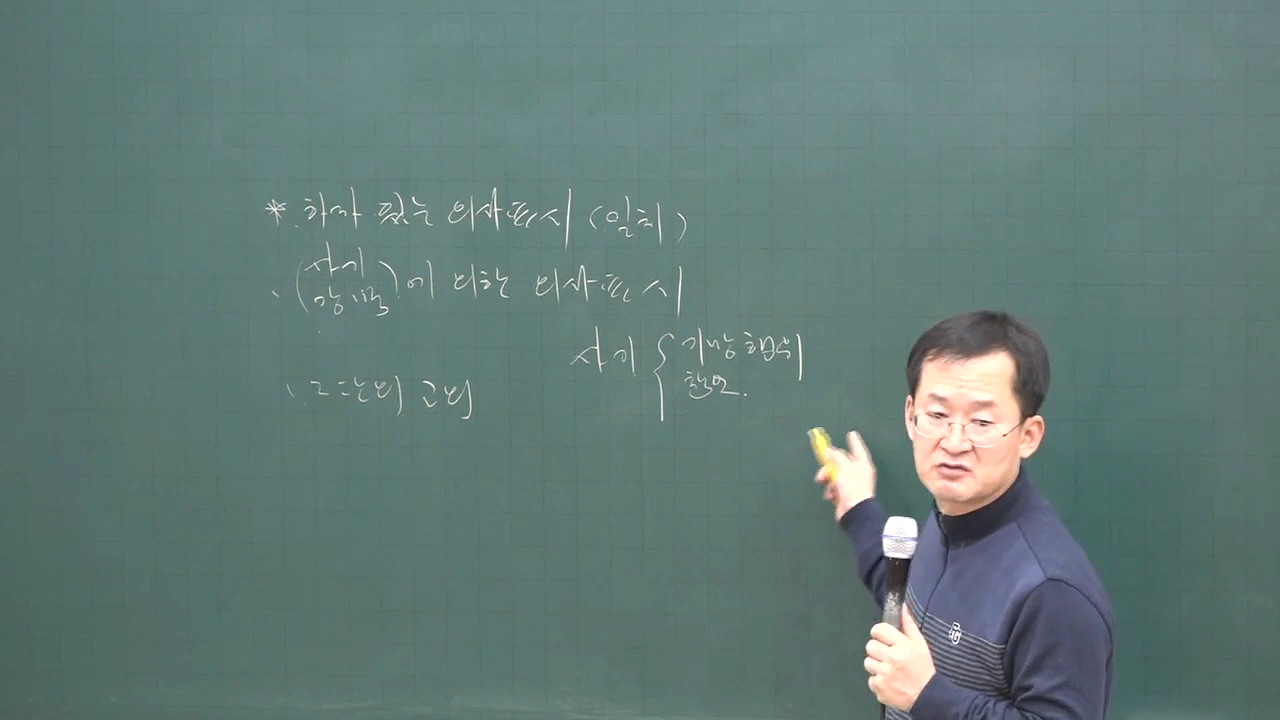 * 하자 있는 의사표시 (일치)
(사기
강박) 에 의한 의사표시
사기 { 기망행위
착오.
2단의 고의